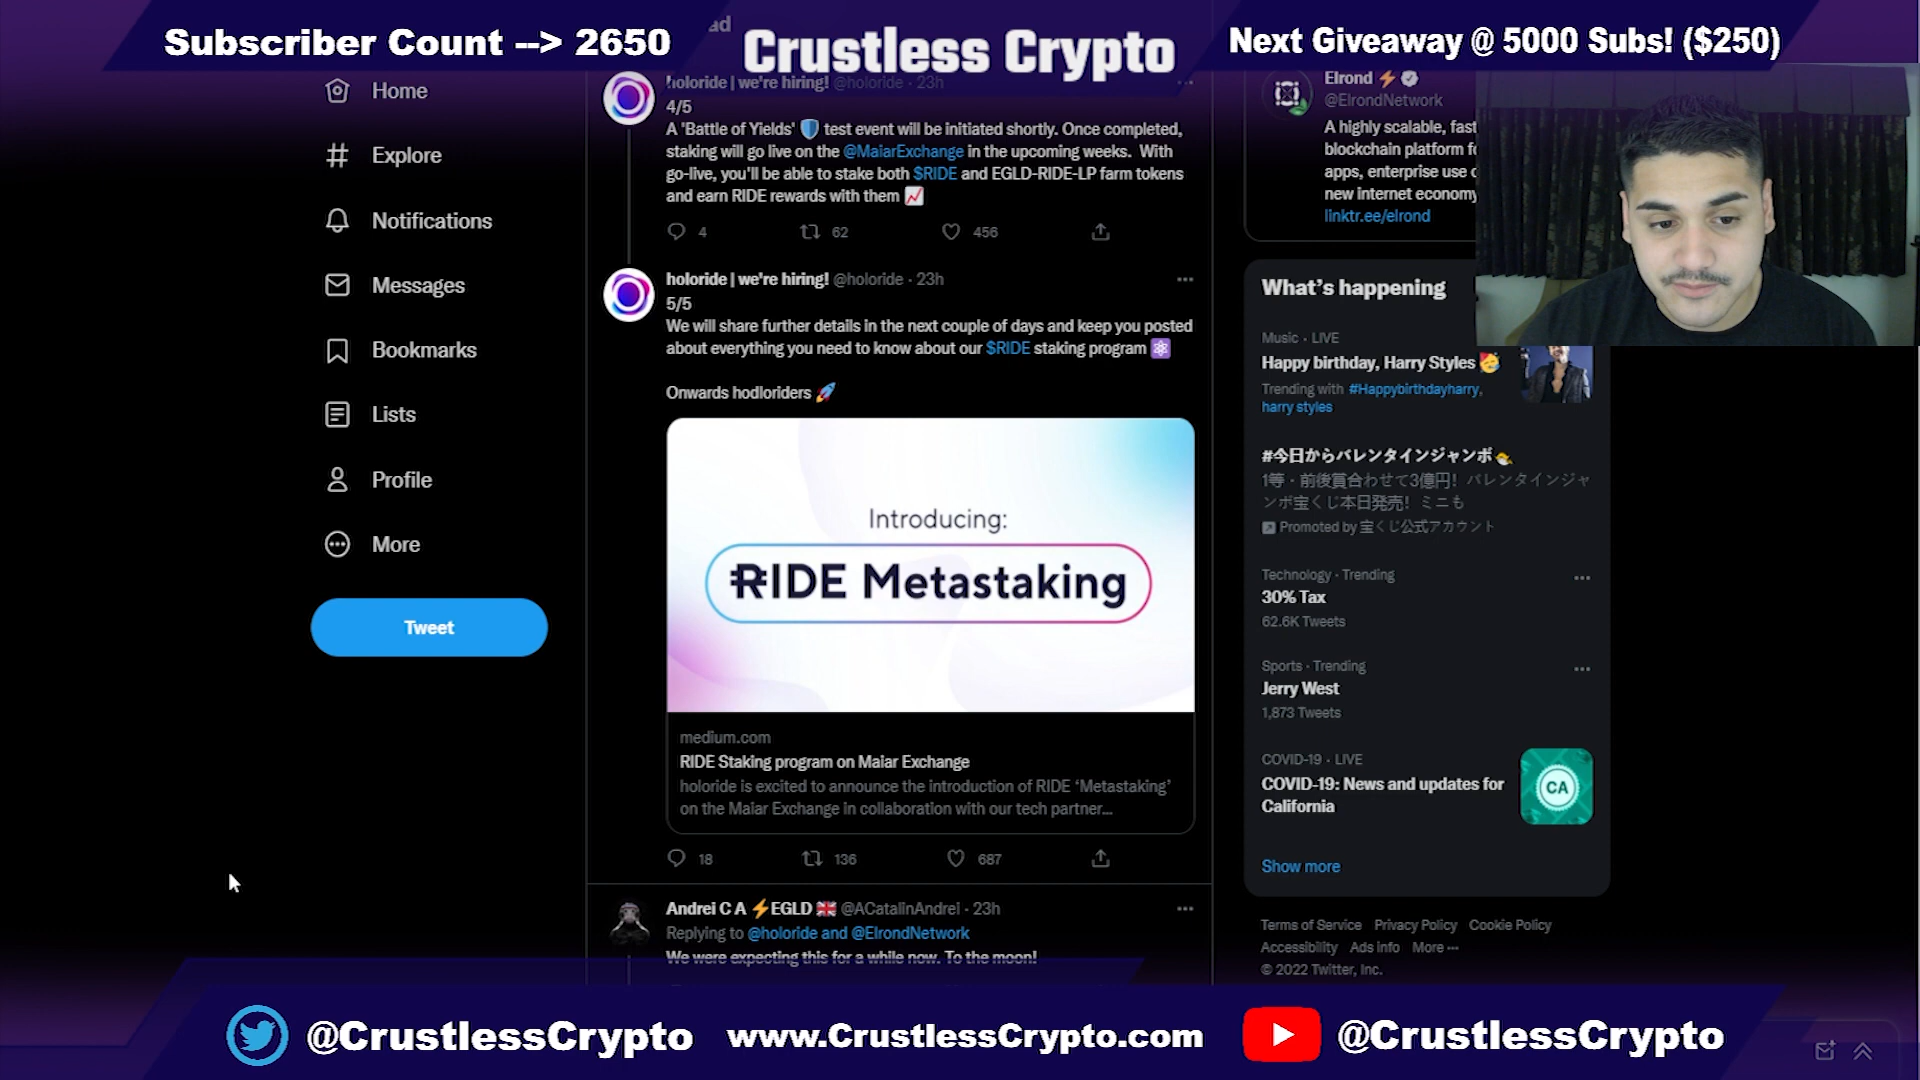 Subscriber Count --> 2650
Crustless Crypto
Next Giveaway @ 5000 Subs! ($250)
Home
Explore
Notifications
Messages
Bookmarks
Lists
Profile
More
Tweet
holoride | we're hiring! @holoride · 23h
4/5
A 'Battle of Yields' 🛡️ test event will be initiated shortly. Once completed,
staking will go live on the @MaiarExchange in the upcoming weeks. With
go-live, you'll be able to stake both $RIDE and EGLD-RIDE-LP farm tokens
and earn RIDE rewards with them 📈
4 62 456
holoride | we're hiring! @holoride · 23h
5/5
We will share further details in the next couple of days and keep you posted
about everything you need to know about our $RIDE staking program ⚛️
Onwards hodloriders 🚀
Introducing:
RIDE Metastaking
medium.com
RIDE Staking program on Maiar Exchange
holoride is excited to announce the introduction of RIDE ‘Metastaking’
on the Maiar Exchange in collaboration with our tech partner...
18 136 687
Andrei C A ⚡EGLD 🇬🇧 @ACatalinAndrei · 23h
Replying to @holoride and @ElrondNetwork
We were expecting this for a while now. To the moon!
Elrond ⚡
@ElrondNetwork
A highly scalable, fast
blockchain platform
apps, enterprise use
new internet economy
linktr.ee/elrond
What's happening
Music · LIVE
Happy birthday, Harry Styles 🥳
Trending with #Happybirthdayharry,
harry styles
#今日からバレンタインジャンボ
1等・前後賞合わせて3億円！バレンタインジャ
ンボ宝くじ本日発売！ミニも
Promoted by 宝くじ公式アカウント
Technology · Trending
30% Tax
62.6K Tweets
Sports · Trending
Jerry West
1,873 Tweets
COVID-19 · LIVE
COVID-19: News and updates for
California
CA
Show more
Terms of Service Privacy Policy Cookie Policy
Accessibility Ads info More ···
© 2022 Twitter, Inc.
@CrustlessCrypto
www.CrustlessCrypto.com
@CrustlessCrypto